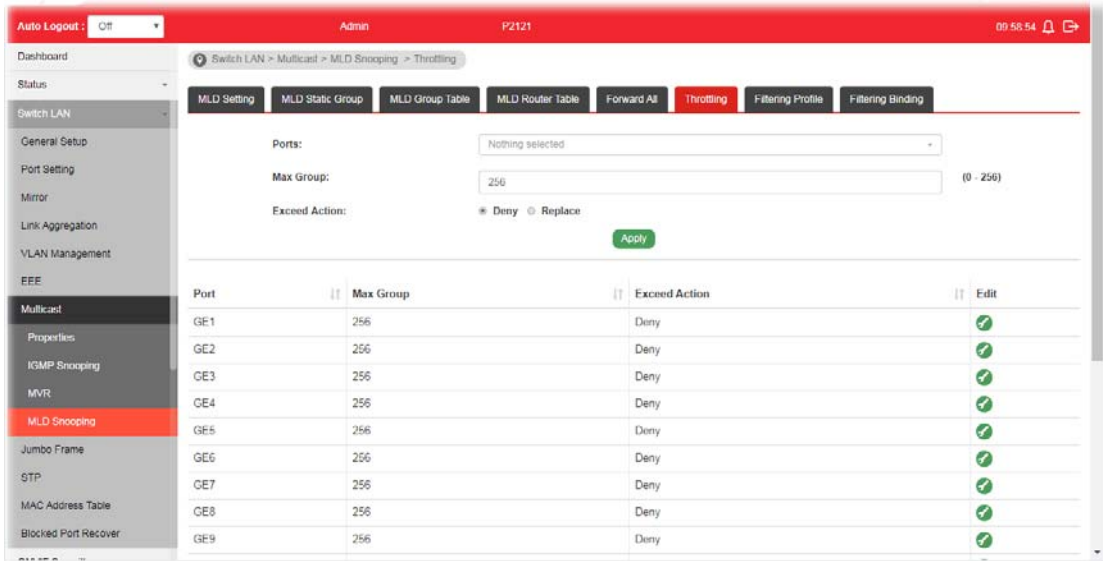 Auto Logout : Off Admin P2121 09:58:54
Dashboard
Status
Switch LAN
General Setup
Port Setting
Mirror
Link Aggregation
VLAN Management
EEE
Multicast
Properties
IGMP Snooping
MVR
MLD Snooping
Jumbo Frame
STP
MAC Address Table
Blocked Port Recover
Switch LAN > Multicast > MLD Snooping > Throttling
MLD Setting MLD Static Group MLD Group Table MLD Router Table Forward All Throttling Filtering Profile Filtering Binding
Ports: Nothing selected
Max Group: 256 (0 - 256)
Exceed Action: Deny Replace
Apply
Port Max Group Exceed Action Edit
GE1 256 Deny
GE2 256 Deny
GE3 256 Deny
GE4 256 Deny
GE5 256 Deny
GE6 256 Deny
GE7 256 Deny
GE8 256 Deny
GE9 256 Deny